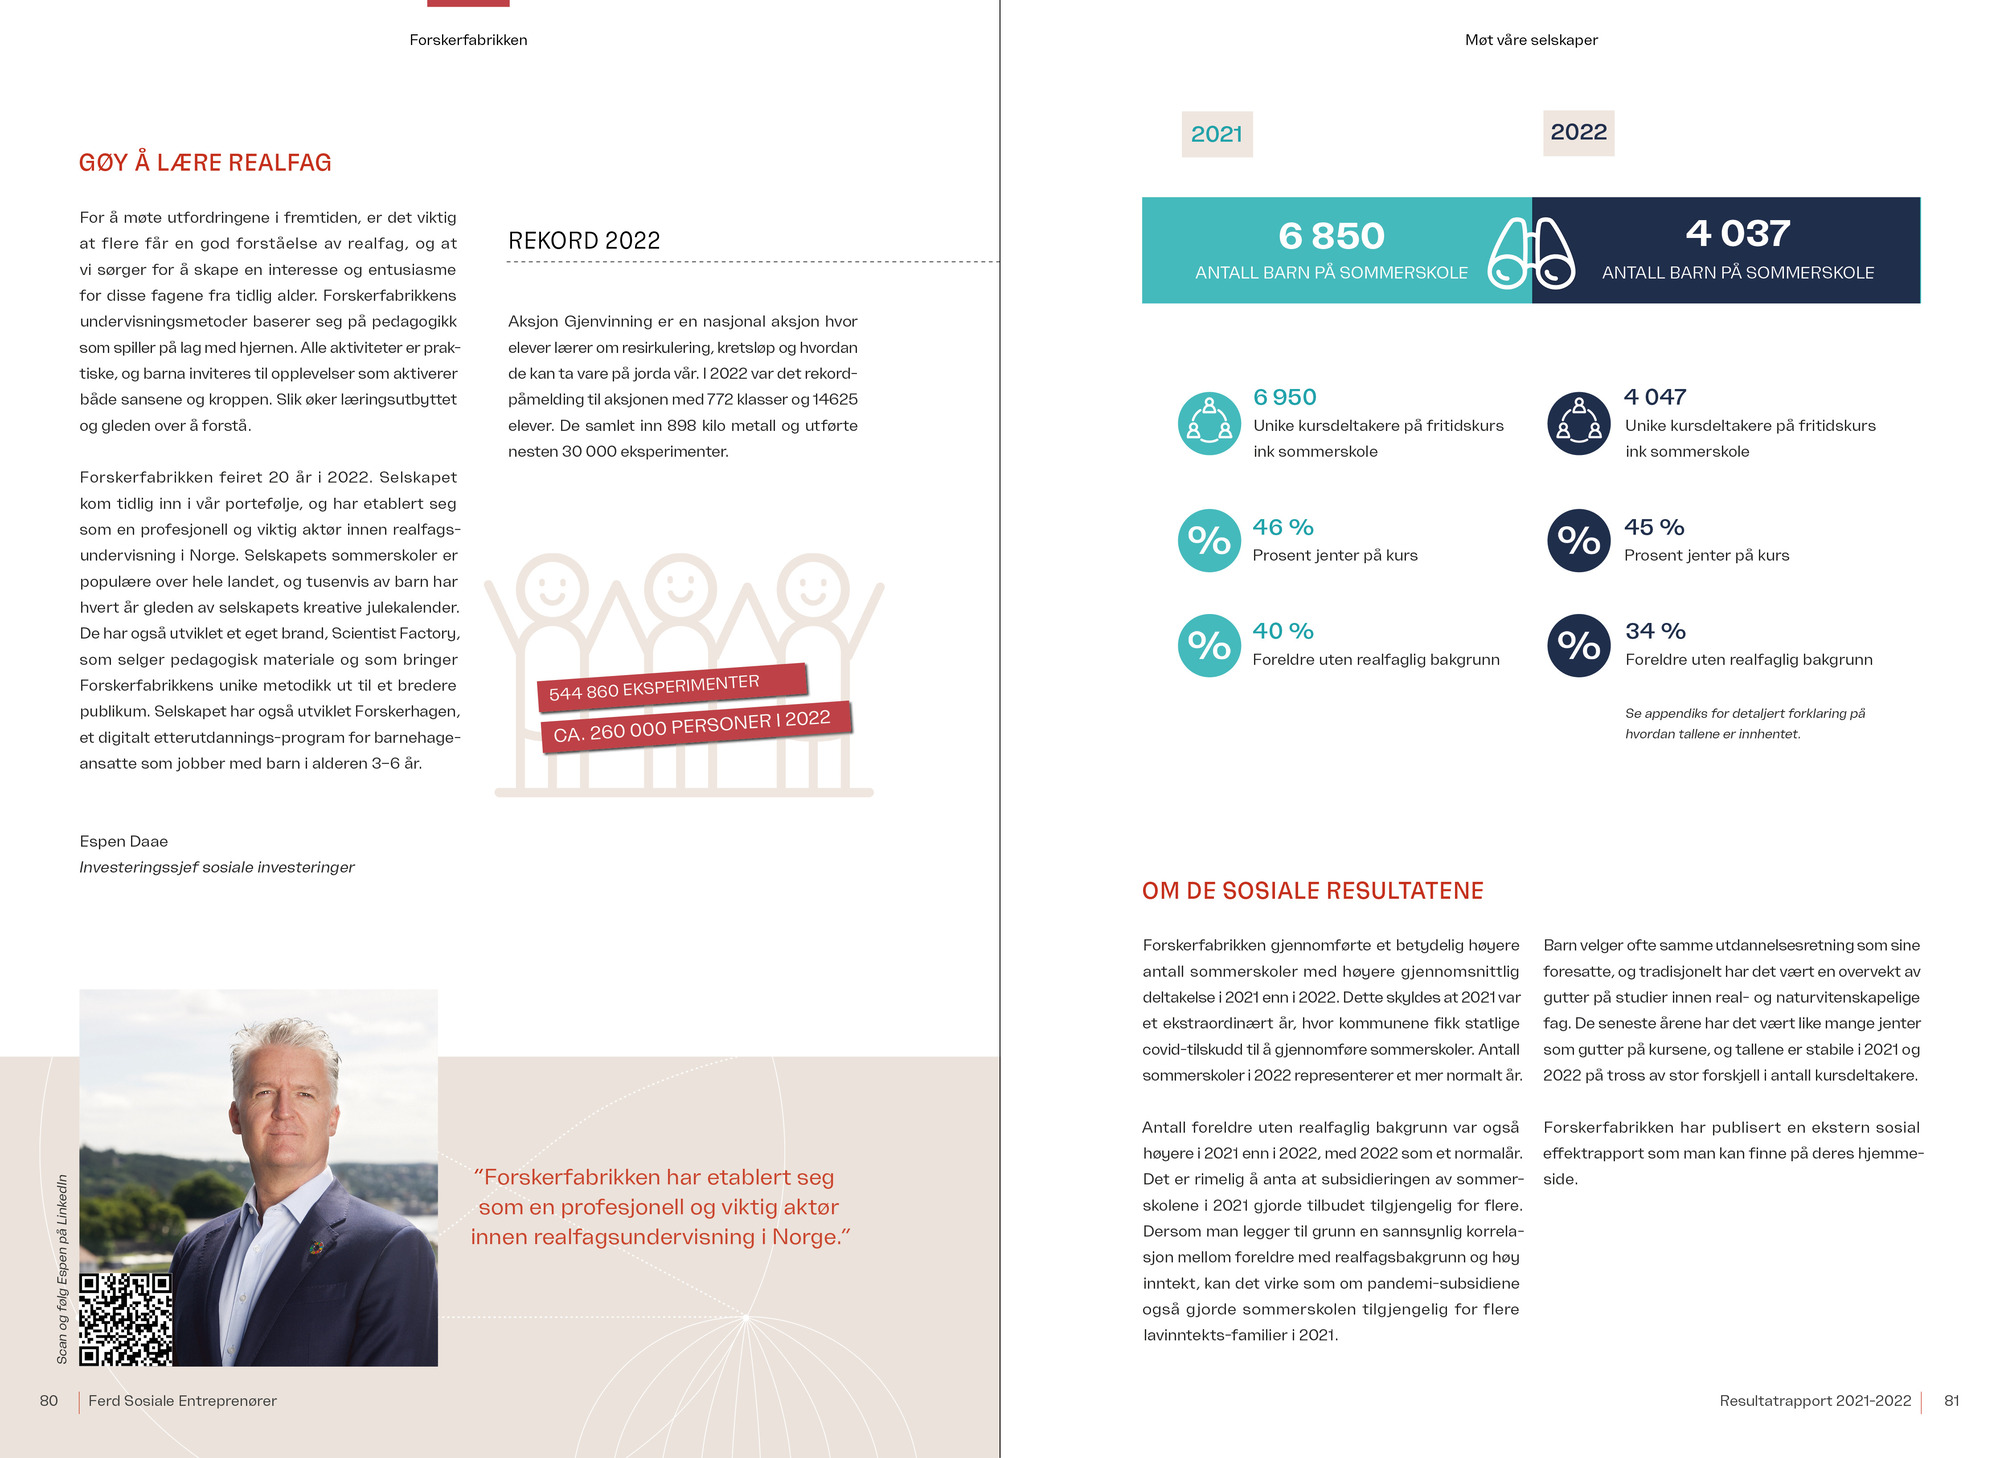 Forskerfabrikken
GØY Å LÆRE REALFAG
For å møte utfordringene i fremtiden, er det viktig
at flere får en god forståelse av realfag, og at
vi sørger for å skape en interesse og entusiasme
for disse fagene fra tidlig alder. Forskerfabrikkens
undervisningsmetoder baserer seg på pedagogikk
som spiller på lag med hjernen. Alle aktiviteter er prak-
tiske, og barna inviteres til opplevelser som aktiverer
både sansene og kroppen. Slik øker læringsutbyttet
og gleden over å forstå.
Forskerfabrikken feiret 20 år i 2022. Selskapet
kom tidlig inn i vår portefølje, og har etablert seg
som en profesjonell og viktig aktør innen realfags-
undervisning i Norge. Selskapets sommerskoler er
populære over hele landet, og tusenvis av barn har
hvert år gleden av selskapets kreative julekalender.
De har også utviklet et eget brand, Scientist Factory,
som selger pedagogisk materiale og som bringer
Forskerfabrikkens unike metodikk ut til et bredere
publikum. Selskapet har også utviklet Forskerhagen,
et digitalt etterutdannings-program for barnehage-
ansatte som jobber med barn i alderen 3–6 år.
Espen Daae
Investeringssjef sosiale investeringer
REKORD 2022
Aksjon Gjenvinning er en nasjonal aksjon hvor
elever lærer om resirkulering, kretsløp og hvordan
de kan ta vare på jorda vår. I 2022 var det rekord-
påmelding til aksjonen med 772 klasser og 14625
elever. De samlet inn 898 kilo metall og utførte
nesten 30 000 eksperimenter.
544 860 EKSPERIMENTER
CA. 260 000 PERSONER I 2022
Scan og følg Espen på LinkedIn
"Forskerfabrikken har etablert seg
som en profesjonell og viktig aktør
innen realfagsundervisning i Norge."
80 Ferd Sosiale Entreprenører
Møt våre selskaper
2021
2022
6 850
ANTALL BARN PÅ SOMMERSKOLE
4 037
ANTALL BARN PÅ SOMMERSKOLE
6 950
Unike kursdeltakere på fritidskurs
ink sommerskole
% 46 %
Prosent jenter på kurs
% 40 %
Foreldre uten realfaglig bakgrunn
4 047
Unike kursdeltakere på fritidskurs
ink sommerskole
% 45 %
Prosent jenter på kurs
% 34 %
Foreldre uten realfaglig bakgrunn
Se appendiks for detaljert forklaring på
hvordan tallene er innhentet.
OM DE SOSIALE RESULTATENE
Forskerfabrikken gjennomførte et betydelig høyere
antall sommerskoler med høyere gjennomsnittlig
deltakelse i 2021 enn i 2022. Dette skyldes at 2021 var
et ekstraordinært år, hvor kommunene fikk statlige
covid-tilskudd til å gjennomføre sommerskoler. Antall
sommerskoler i 2022 representerer et mer normalt år.
Antall foreldre uten realfaglig bakgrunn var også
høyere i 2021 enn i 2022, med 2022 som et normalår.
Det er rimelig å anta at subsidieringen av sommer-
skolene i 2021 gjorde tilbudet tilgjengelig for flere.
Dersom man legger til grunn en sannsynlig korrela-
sjon mellom foreldre med realfagsbakgrunn og høy
inntekt, kan det virke som om pandemi-subsidiene
også gjorde sommerskolen tilgjengelig for flere
lavinntekts-familier i 2021.
Barn velger ofte samme utdannelsesretning som sine
foresatte, og tradisjonelt har det vært en overvekt av
gutter på studier innen real- og naturvitenskapelige
fag. De seneste årene har det vært like mange jenter
som gutter på kursene, og tallene er stabile i 2021 og
2022 på tross av stor forskjell i antall kursdeltakere.
Forskerfabrikken har publisert en ekstern sosial
effektrapport som man kan finne på deres hjemme-
side.
Resultatrapport 2021-2022 81